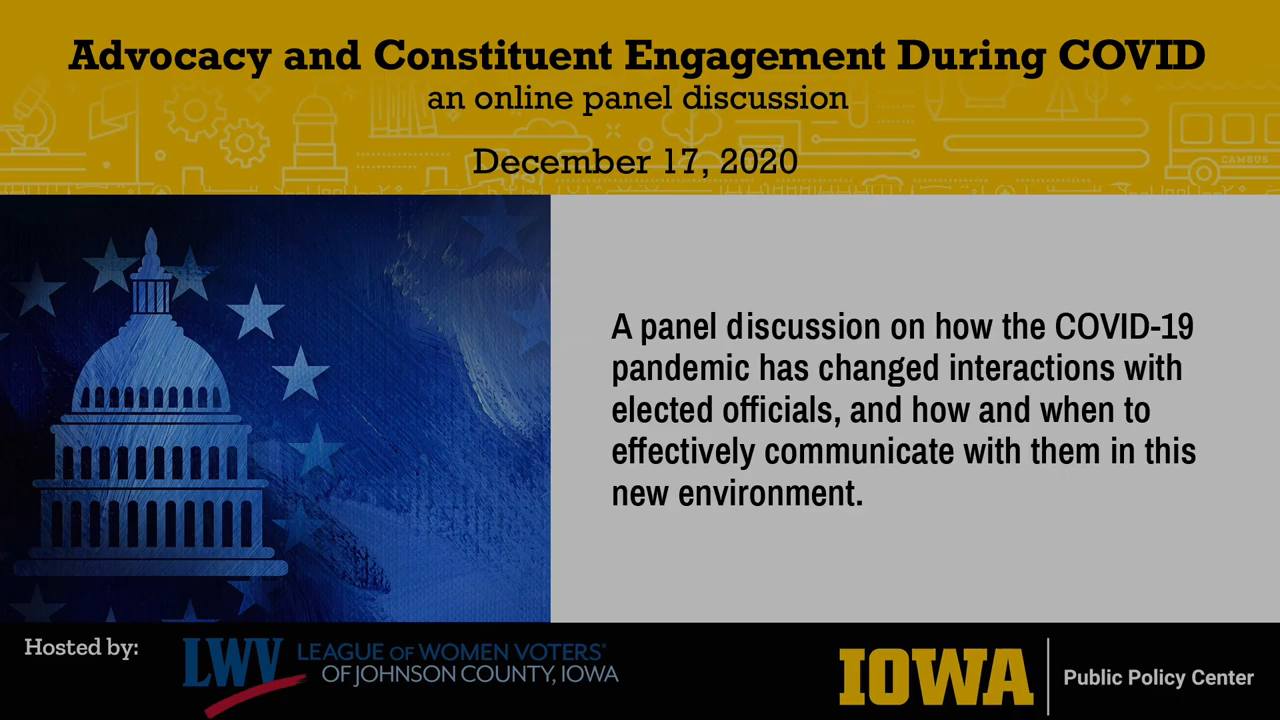 Advocacy and Constituent Engagement During COVID
an online panel discussion
December 17, 2020
CAMBUS
A panel discussion on how the COVID-19
pandemic has changed interactions with
elected officials, and how and when to
effectively communicate with them in this
new environment.
Hosted by:
LWV
LEAGUE OF WOMEN VOTERS®
OF JOHNSON COUNTY, IOWA
IOWA
Public Policy Center